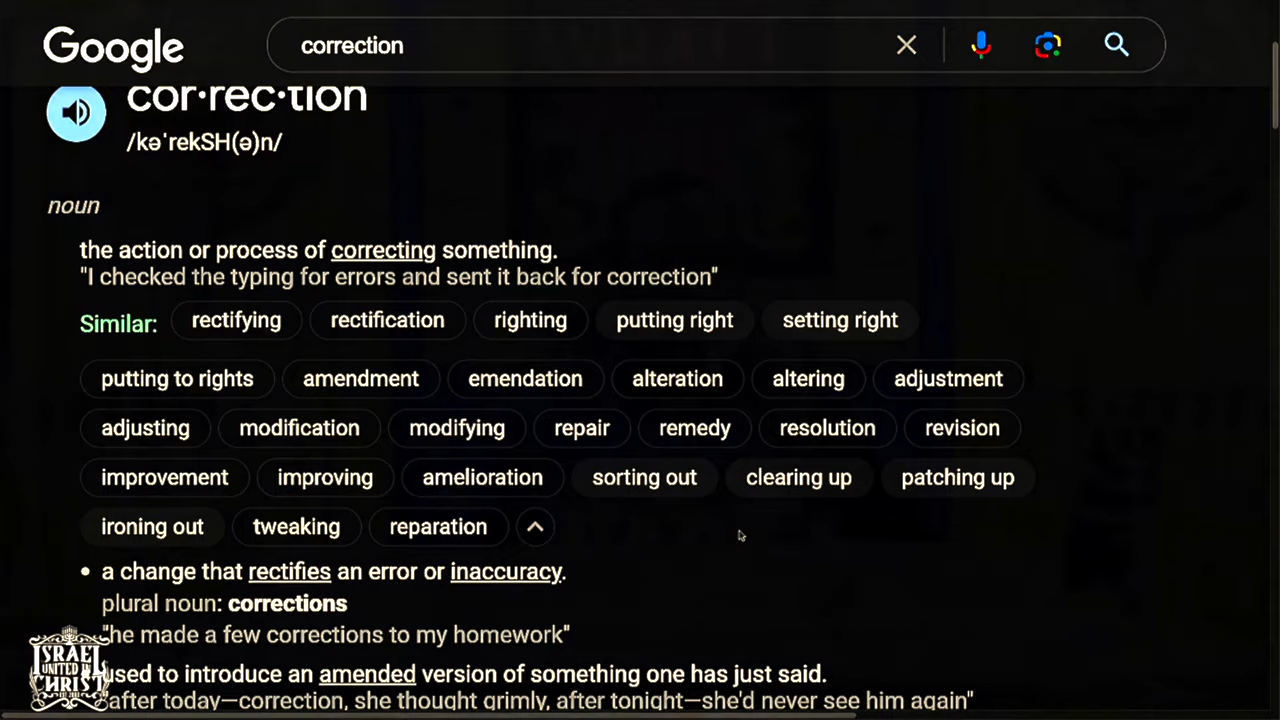 Google
correction
cor·rec·tion
/kəˈrekSH(ə)n/
noun
the action or process of correcting something.
"I checked the typing for errors and sent it back for correction"
Similar: rectifying rectification righting putting right setting right
putting to rights amendment emendation alteration altering adjustment
adjusting modification modifying repair remedy resolution revision
improvement improving amelioration sorting out clearing up patching up
ironing out tweaking reparation
• a change that rectifies an error or inaccuracy.
plural noun: corrections
"he made a few corrections to my homework"
used to introduce an amended version of something one has just said.
"after today—correction, she thought grimly, after tonight—she'd never see him again"
ISRAEL
UNITED IN
CHRIST